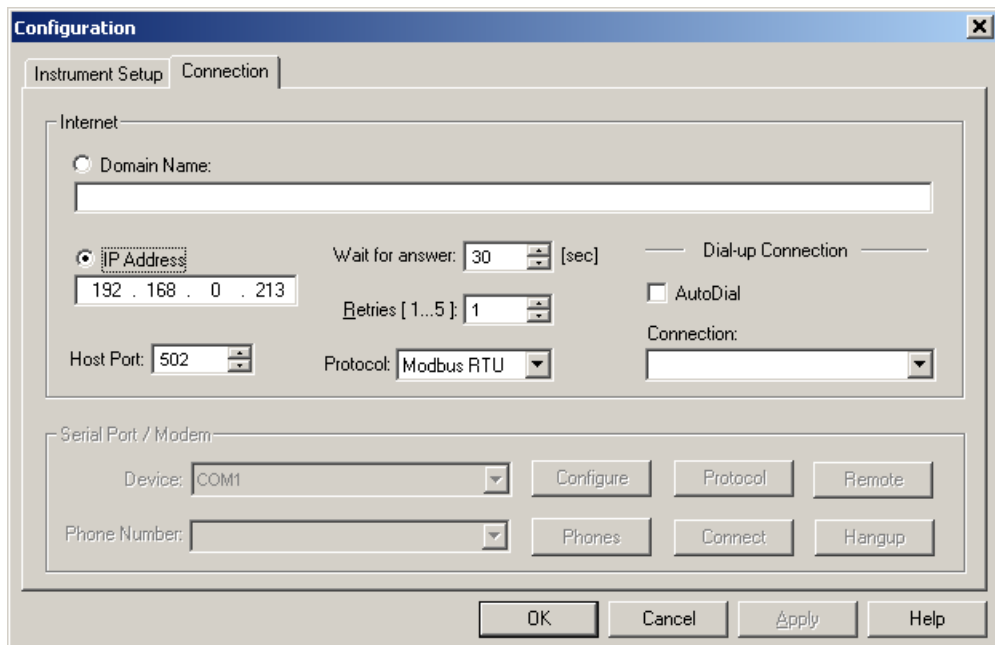 Configuration
Instrument Setup Connection
Internet
Domain Name:
IP Address
192 . 168 . 0 . 213
Host Port: 502
Wait for answer: 30 [sec]
Retries [ 1...5 ]: 1
Protocol: Modbus RTU
Dial-up Connection
AutoDial
Connection:
Serial Port / Modem
Device: COM1 Configure Protocol Remote
Phone Number: Phones Connect Hangup
OK Cancel Apply Help